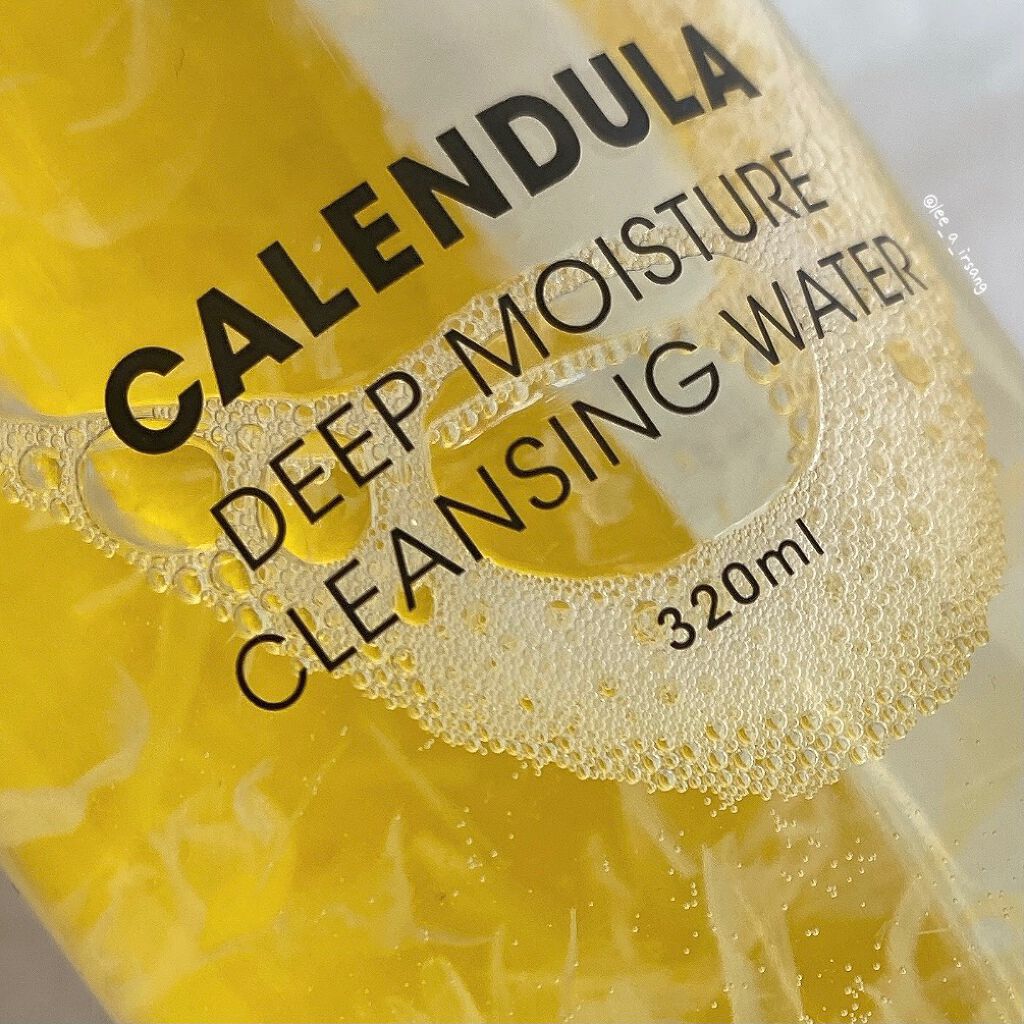 CALENDULA
DEEP MOISTURE
CLEANSING WATER
320ml
@lee_a_irsang